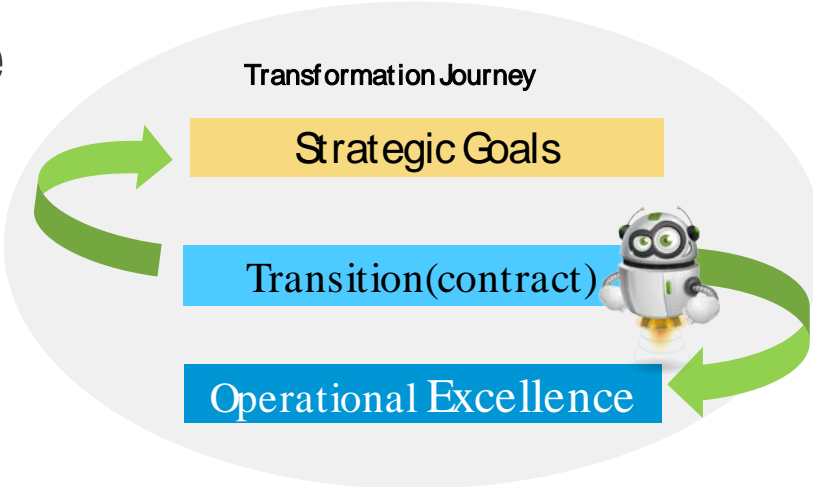 e
Transformation Journey
Strategic Goals
Transition(contract)
Operational Excellence